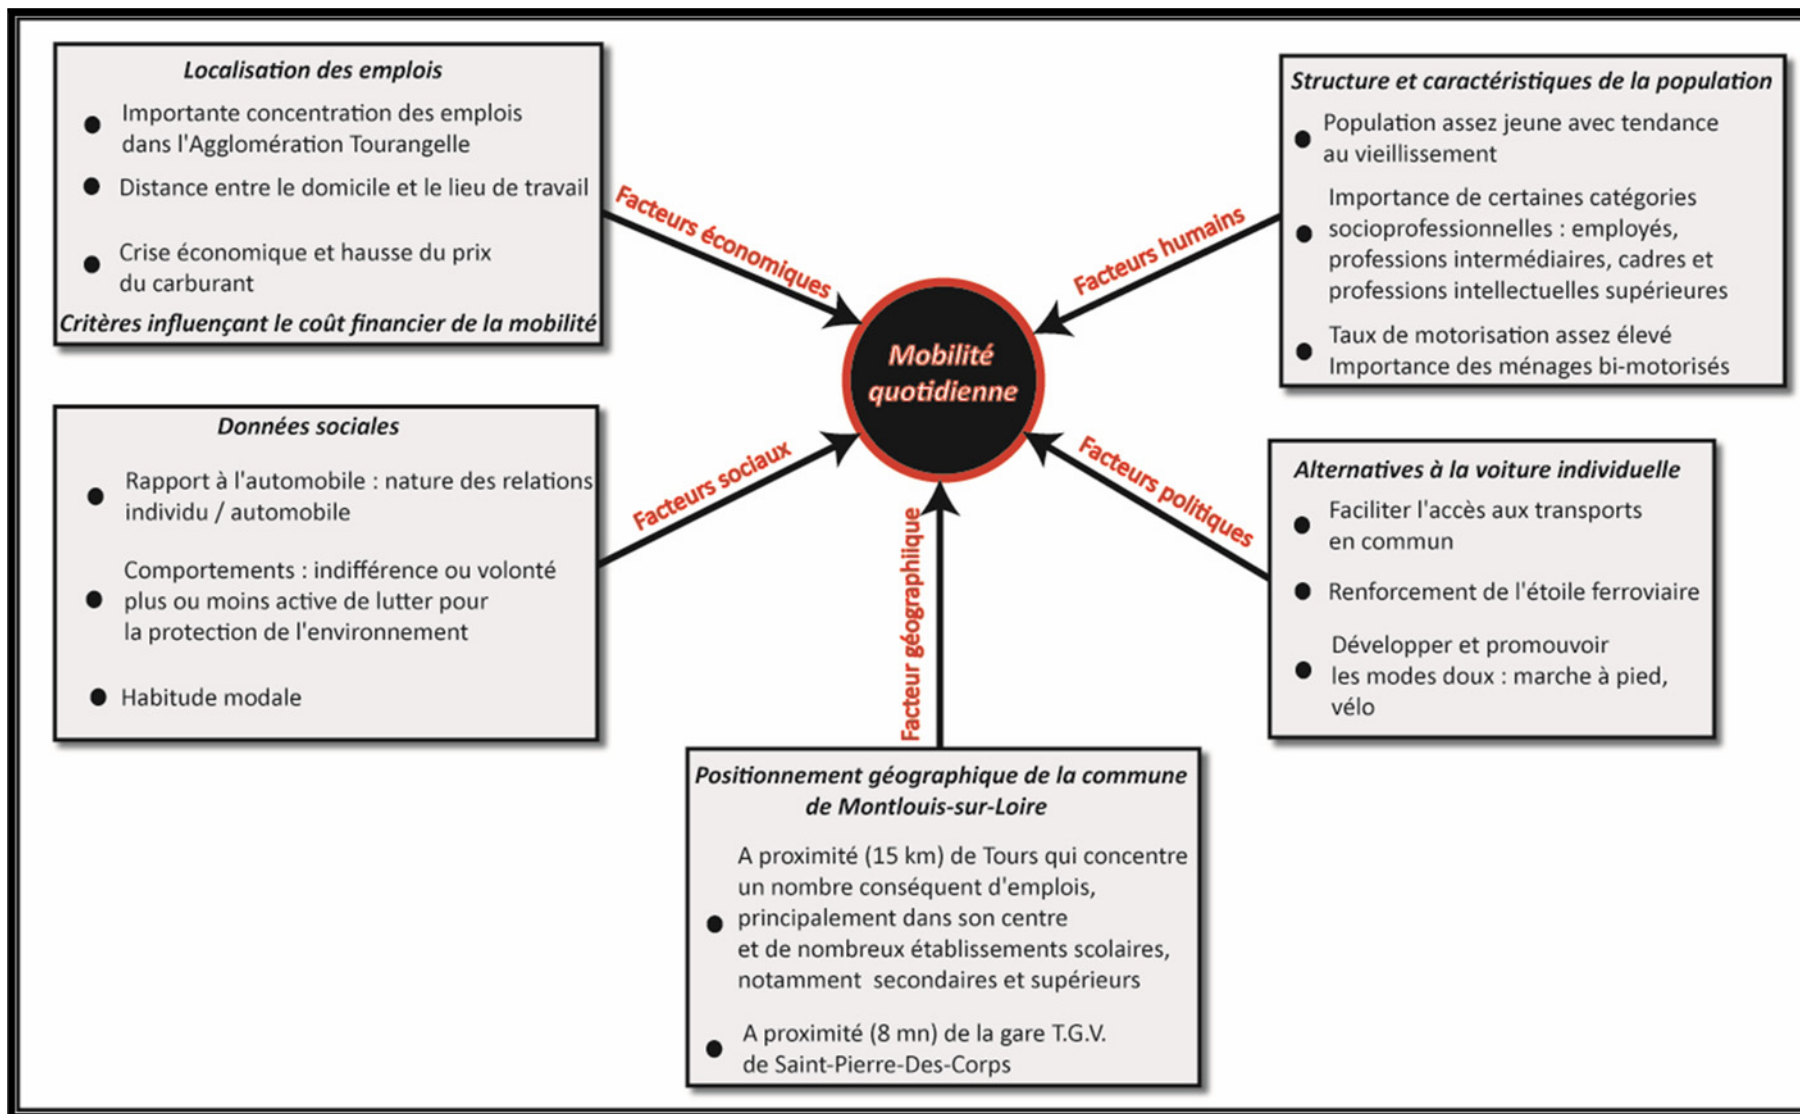 Localisation des emplois
Importante concentration des emplois
dans l'Agglomération Tourangelle
Distance entre le domicile et le lieu de travail
Crise économique et hausse du prix
du carburant
Critères influençant le coût financier de la mobilité
Facteurs économiques
Structure et caractéristiques de la population
Population assez jeune avec tendance
au vieillissement
Importance de certaines catégories
socioprofessionnelles : employés,
professions intermédiaires, cadres et
professions intellectuelles supérieures
Taux de motorisation assez élevé
Importance des ménages bi-motorisés
Facteurs humains
Mobilité
quotidienne
Données sociales
Rapport à l'automobile : nature des relations
individu / automobile
Comportements : indifférence ou volonté
plus ou moins active de lutter pour
la protection de l'environnement
Habitude modale
Facteurs sociaux
Alternatives à la voiture individuelle
Faciliter l'accès aux transports
en commun
Renforcement de l'étoile ferroviaire
Développer et promouvoir
les modes doux : marche à pied,
vélo
Facteurs politiques
Facteur géographiique
Positionnement géographique de la commune
de Montlouis-sur-Loire
A proximité (15 km) de Tours qui concentre
un nombre conséquent d'emplois,
principalement dans son centre
et de nombreux établissements scolaires,
notamment secondaires et supérieurs
A proximité (8 mn) de la gare T.G.V.
de Saint-Pierre-Des-Corps